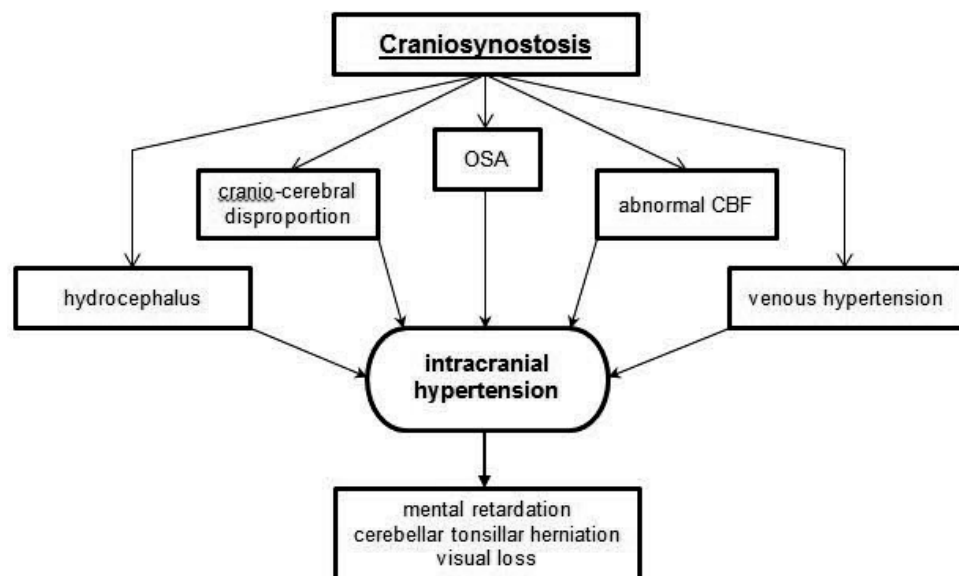 Craniosynostosis
OSA
cranio-cerebral
disproportion
abnormal CBF
hydrocephalus
venous hypertension
intracranial
hypertension
mental retardation
cerebellar tonsillar herniation
visual loss